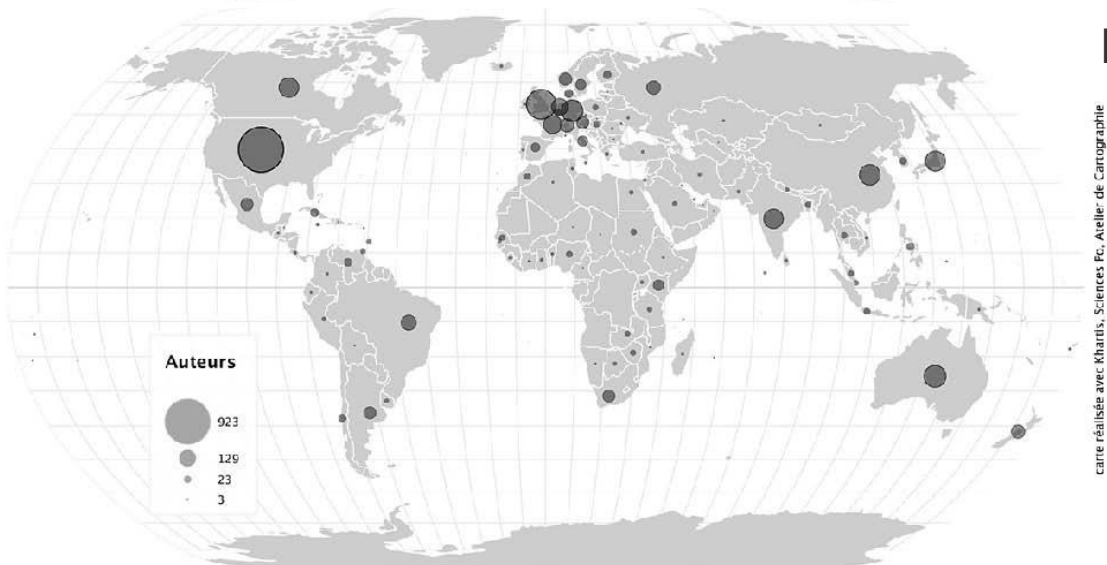 Auteurs
923
129
23
3
carte réalisée avec Khartis, Sciences Po, Atelier de Cartographie